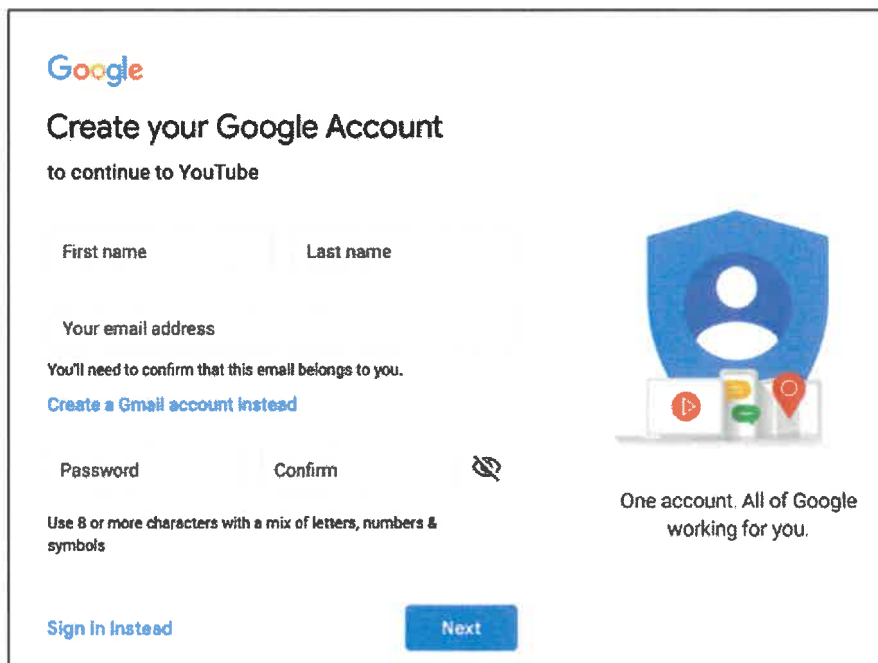 Google
Create your Google Account
to continue to YouTube
First name
Last name
Your email address
You'll need to confirm that this email belongs to you.
Create a Gmail account instead
Password
Confirm
Use 8 or more characters with a mix of letters, numbers &
symbols
Sign in instead
Next
One account. All of Google
working for you.